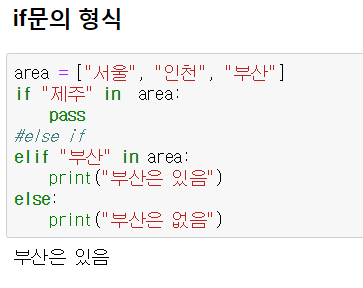 if문의 형식
area = ["서울", "인천", "부산"]
if "제주" in  area:
    pass
#else if
elif "부산" in area:
    print("부산은 있음")
else:
    print("부산은 없음")
부산은 있음